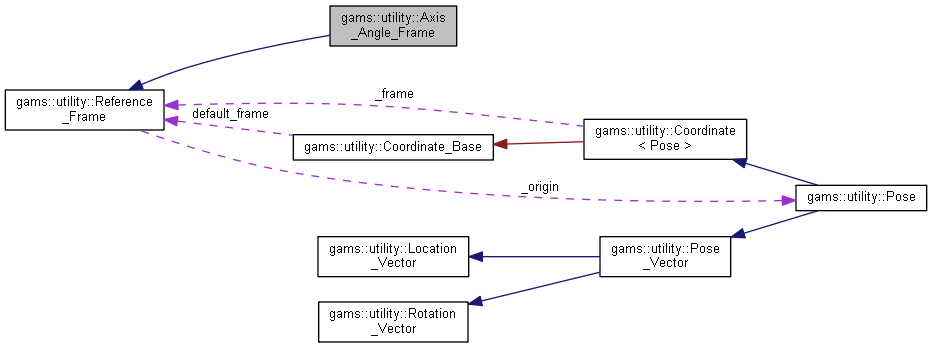 gams::utility::Axis
_Angle_Frame
gams::utility::Reference
_Frame
_frame
default_frame
gams::utility::Coordinate_Base
gams::utility::Coordinate
< Pose >
_origin
gams::utility::Pose
gams::utility::Location
_Vector
gams::utility::Pose
_Vector
gams::utility::Rotation
_Vector